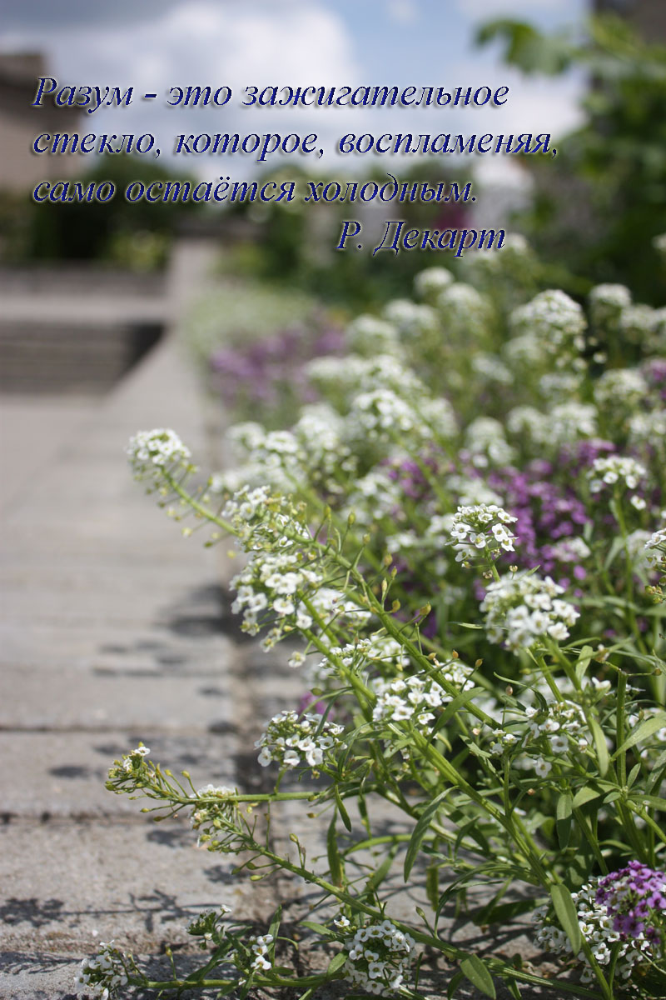 Разум - это зажигательное
стекло, которое, воспламеняя,
само остаётся холодным.
Р. Декарт